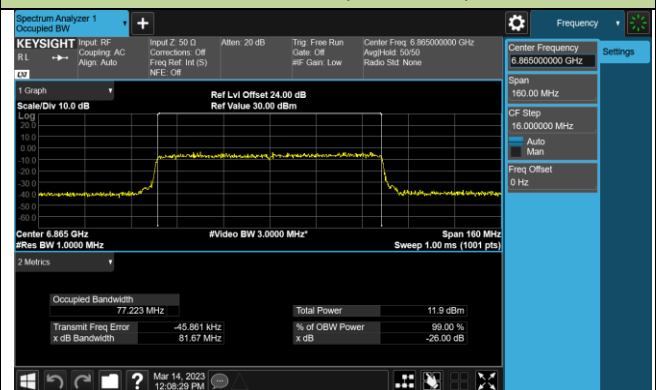 Spectrum Analyzer 1
Occupied BW
Frequency
KEYSIGHT
R L
LXI
Input: RF
Coupling: AC
Align: Auto
Input Z: 50 Ω
Corrections: Off
Freq Ref: Int (S)
NFE: Off
Atten: 20 dB
Trig: Free Run
Gate: Off
#IF Gain: Low
Center Freq: 6.865000000 GHz
Avg|Hold: 50/50
Radio Std: None
Center Frequency
6.865000000 GHz
Settings
Span
160.00 MHz
CF Step
16.000000 MHz
Auto
Man
Freq Offset
0 Hz
1 Graph
Scale/Div 10.0 dB
Ref Lvl Offset 24.00 dB
Ref Value 30.00 dBm
Log
20.0
10.0
0.00
-10.0
-20.0
-30.0
-40.0
-50.0
-60.0
Center 6.865 GHz
#Video BW 3.0000 MHz*
Span 160 MHz
#Res BW 1.0000 MHz
Sweep 1.00 ms (1001 pts)
2 Metrics
Occupied Bandwidth
77.223 MHz
Total Power 11.9 dBm
Transmit Freq Error -45.861 kHz
% of OBW Power 99.00 %
x dB Bandwidth 81.67 MHz
x dB -26.00 dB
?
Mar 14, 2023
12:08:29 PM